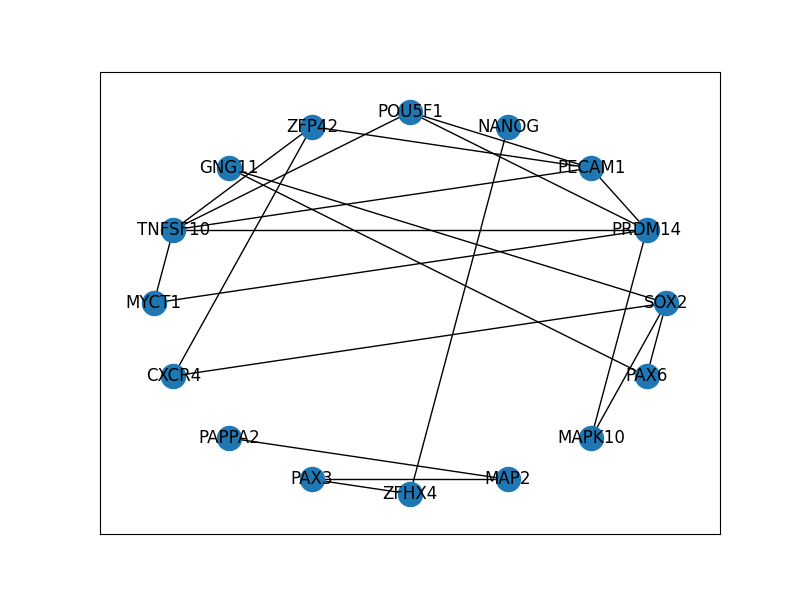 POU5F1
ZFP42
NANOG
GNG11
PECAM1
TNFSF10
PRDM14
MYCT1
SOX2
CXCR4
PAX6
PAPPA2
MAPK10
PAX3
MAP2
ZFHX4